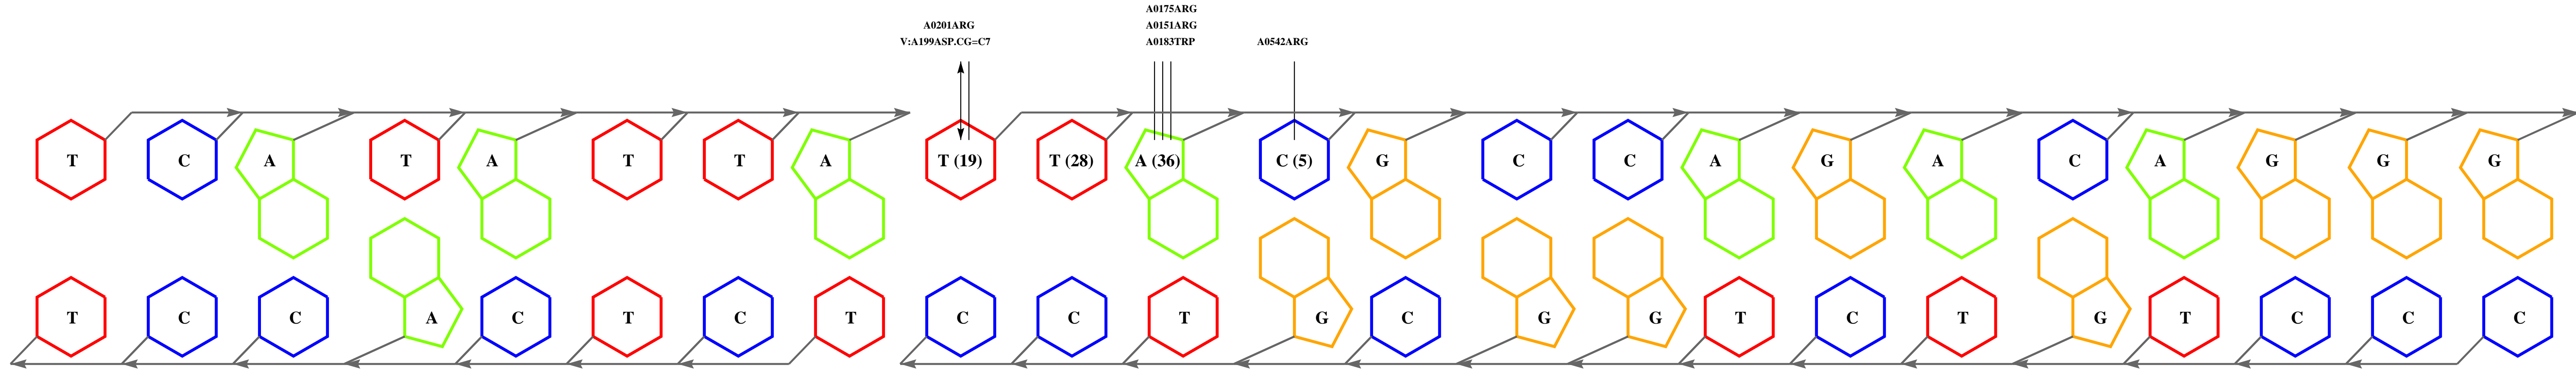 A0175ARG
A0201ARG A0151ARG
V:A199ASP.CG=C7 A0183TRP A0542ARG
T C A T A T T A T (19) T (28) A (36) C (5) G C C A G A C A G G G
T C C A C T C T C C T G C G G T C T G T C C C